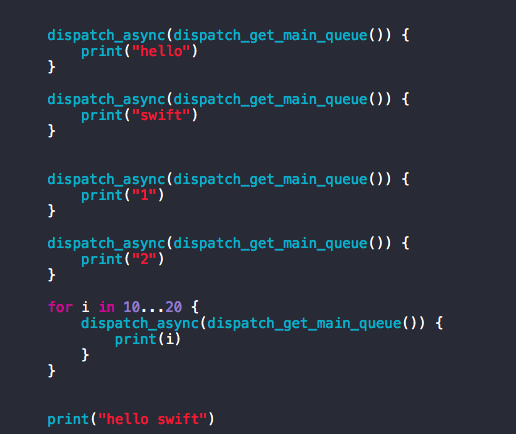 dispatch_async(dispatch_get_main_queue()) {
    print("hello")
}
dispatch_async(dispatch_get_main_queue()) {
    print("swift")
}
dispatch_async(dispatch_get_main_queue()) {
    print("1")
}
dispatch_async(dispatch_get_main_queue()) {
    print("2")
}
for i in 10...20 {
    dispatch_async(dispatch_get_main_queue()) {
        print(i)
    }
}
print("hello swift")